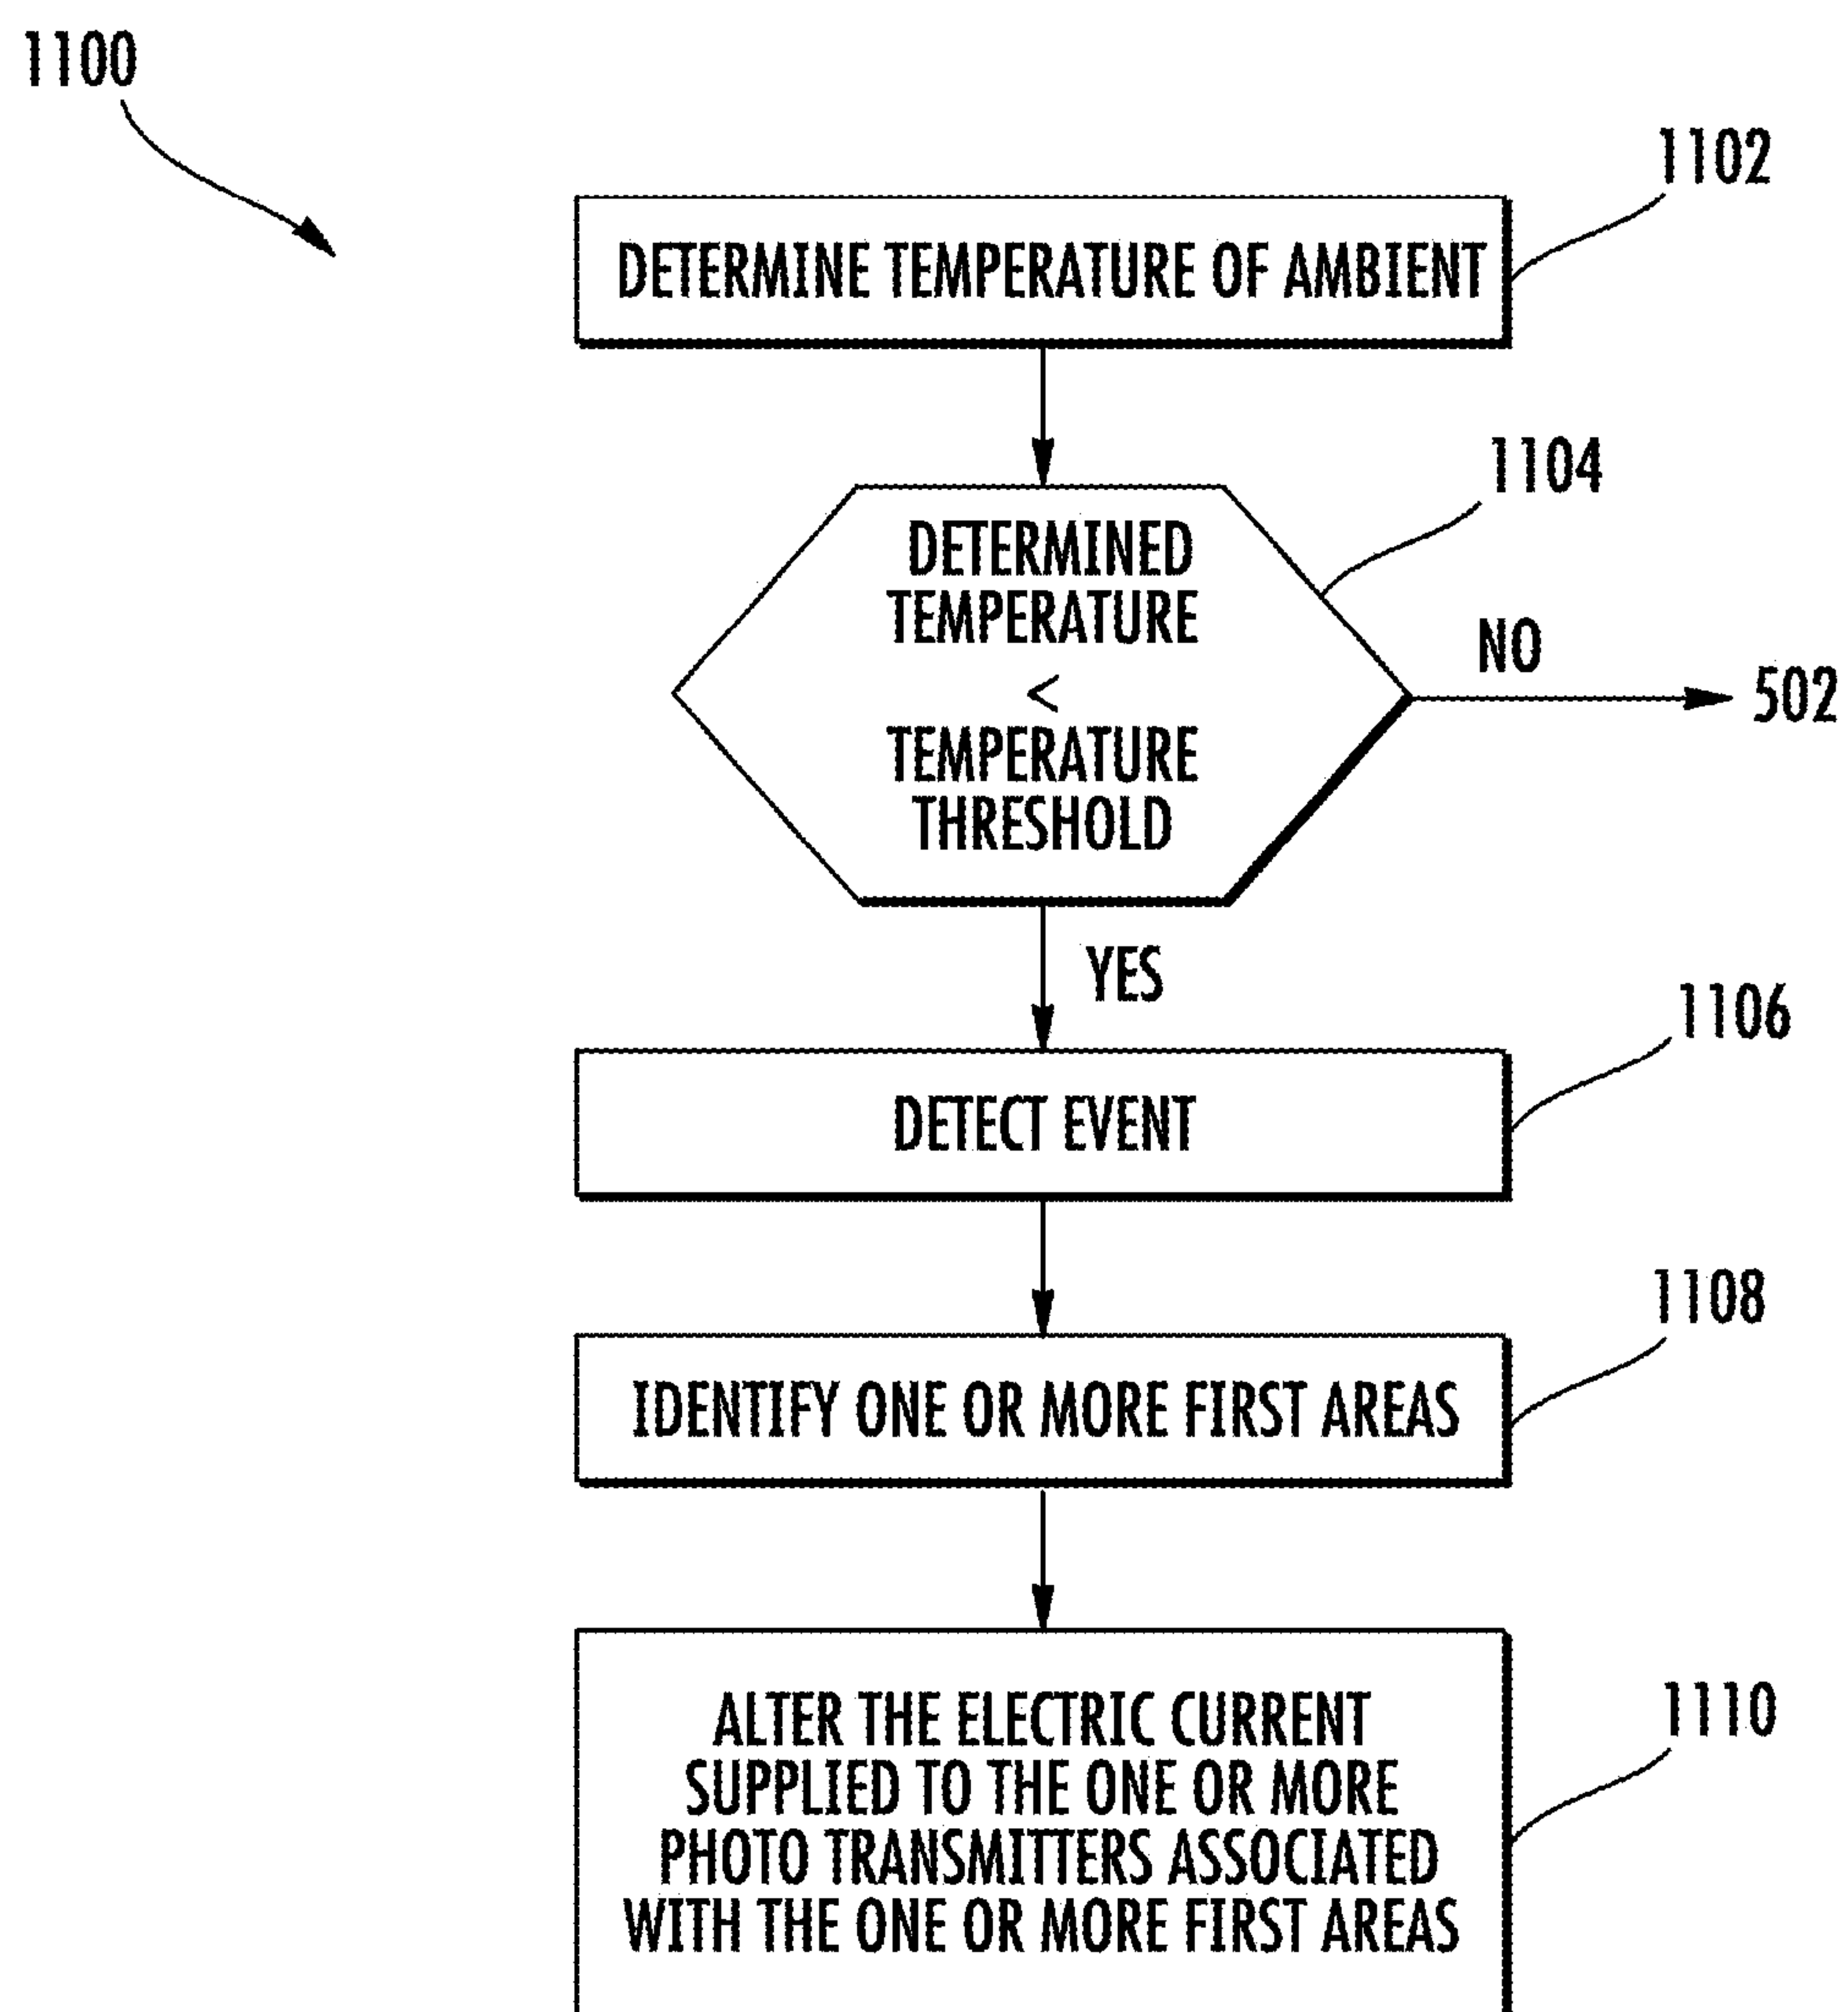 1100
1102
DETERMINE TEMPERATURE OF AMBIENT
1104
DETERMINED
TEMPERATURE
<
TEMPERATURE
THRESHOLD
NO
502
YES
1106
DETECT EVENT
1108
IDENTIFY ONE OR MORE FIRST AREAS
1110
ALTER THE ELECTRIC CURRENT
SUPPLIED TO THE ONE OR MORE
PHOTO TRANSMITTERS ASSOCIATED
WITH THE ONE OR MORE FIRST AREAS